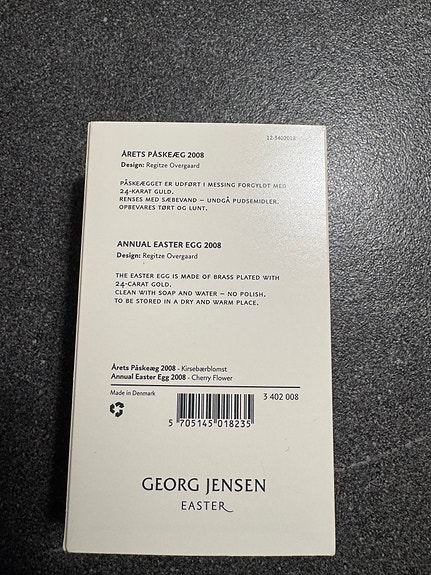 12-3402018
ÅRETS PÅSKEÆG 2008
Design: Regitze Overgaard
PÅSKEÆGGET ER UDFØRT I MESSING FORGYLDT MED
24-KARAT GULD.
RENSES MED SÆBEVAND – UNDGÅ PUDSEMIDLER.
OPBEVARES TØRT OG LUNT.
ANNUAL EASTER EGG 2008
Design: Regitze Overgaard
THE EASTER EGG IS MADE OF BRASS PLATED WITH
24-CARAT GOLD.
CLEAN WITH SOAP AND WATER – NO POLISH.
TO BE STORED IN A DRY AND WARM PLACE.
Årets Påskeæg 2008 - Kirsebærblomst
Annual Easter Egg 2008 - Cherry Flower
Made in Denmark
3 402 008
5 705145 018235
GEORG JENSEN
EASTER